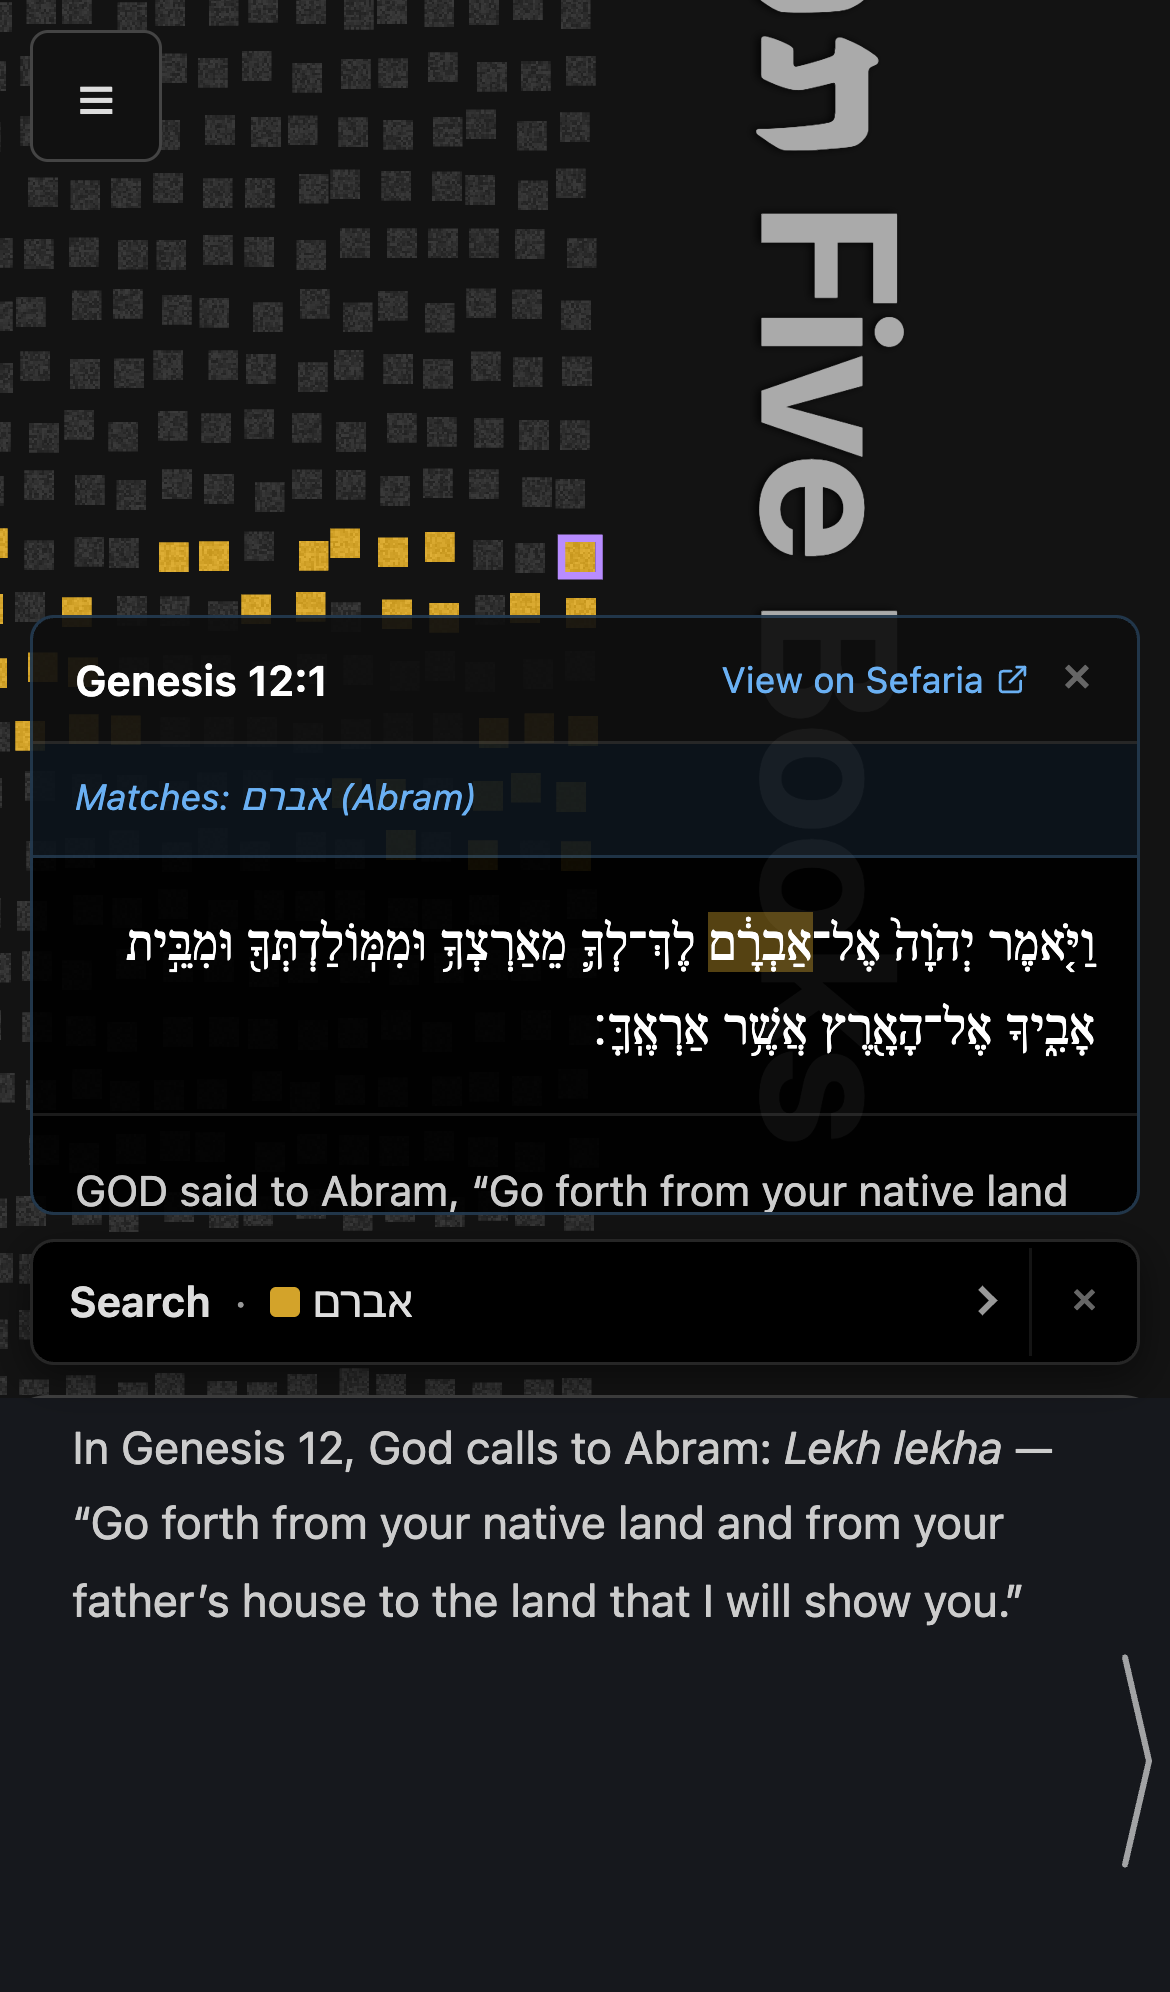 ת Five Books
Genesis 12:1
View on Sefaria
Matches: אברם (Abram)
וַיֹּ֤אמֶר יְהֹוָה֙ אֶל־אַבְרָ֔ם לֶךְ־לְךָ֛ מֵאַרְצְךָ֥ וּמִמּֽוֹלַדְתְּךָ֖ וּמִבֵּ֣ית
אָבִ֑יךָ אֶל־הָאָ֖רֶץ אֲשֶׁ֥ר אַרְאֶֽךָּ׃
GOD said to Abram, “Go forth from your native land
Search · אברם
In Genesis 12, God calls to Abram: Lekh lekha —
“Go forth from your native land and from your
father’s house to the land that I will show you.”